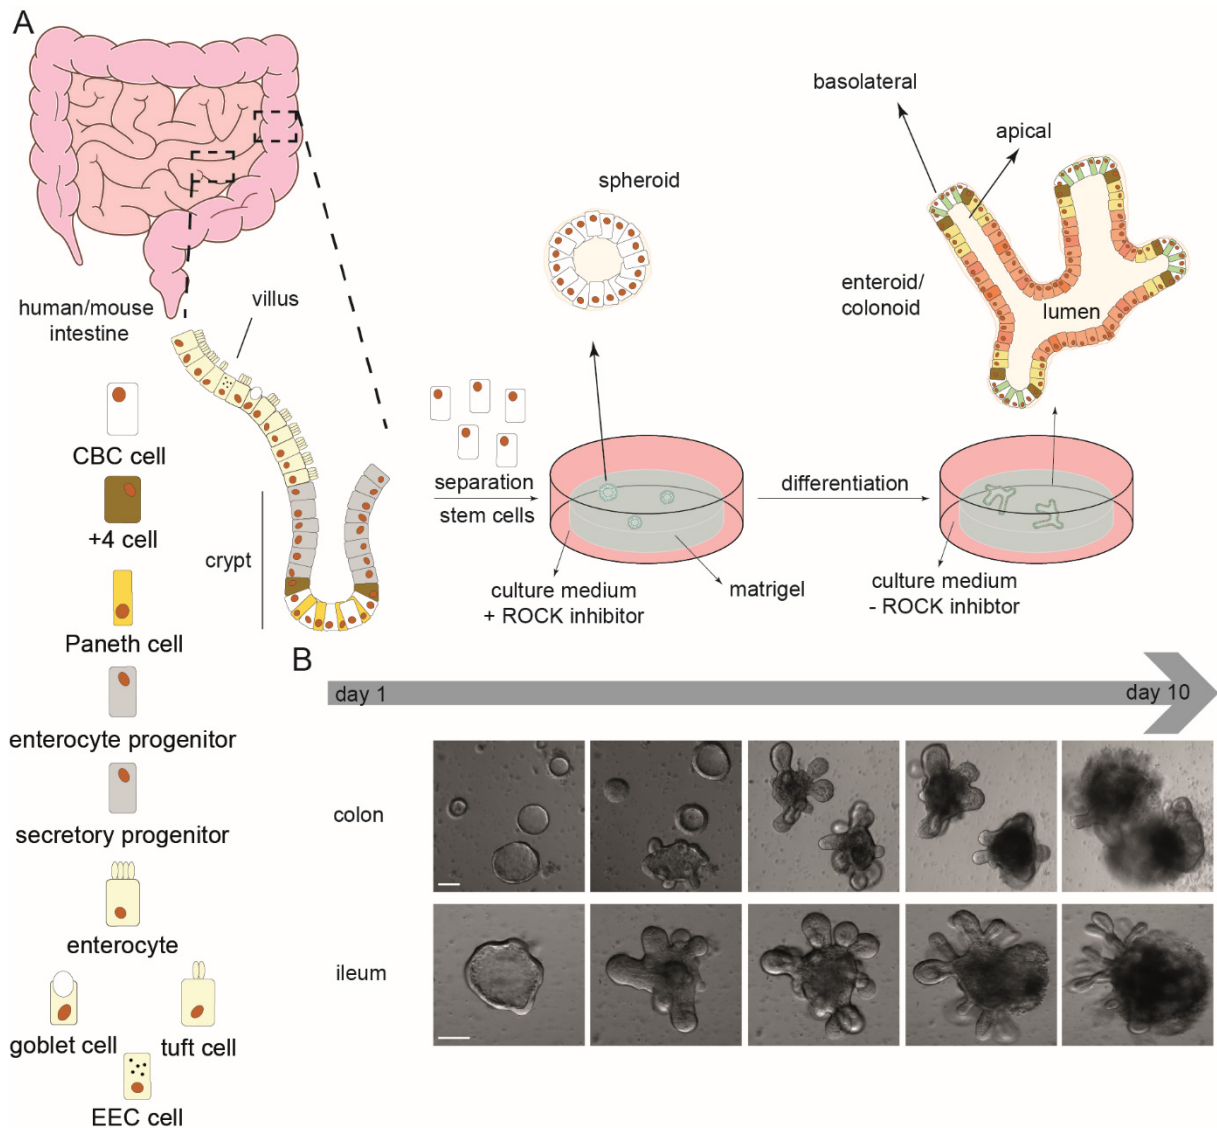 A
basolateral
apical
spheroid
enteroid/
colonoid
lumen
human/mouse
intestine
villus
CBC cell
separation
stem cells
differentiation
+4 cell
crypt
culture medium
+ ROCK inhibitor
matrigel
culture medium
- ROCK inhibtor
Paneth cell
enterocyte progenitor
secretory progenitor
enterocyte
goblet cell
tuft cell
EEC cell
B
day 1
day 10
colon
ileum